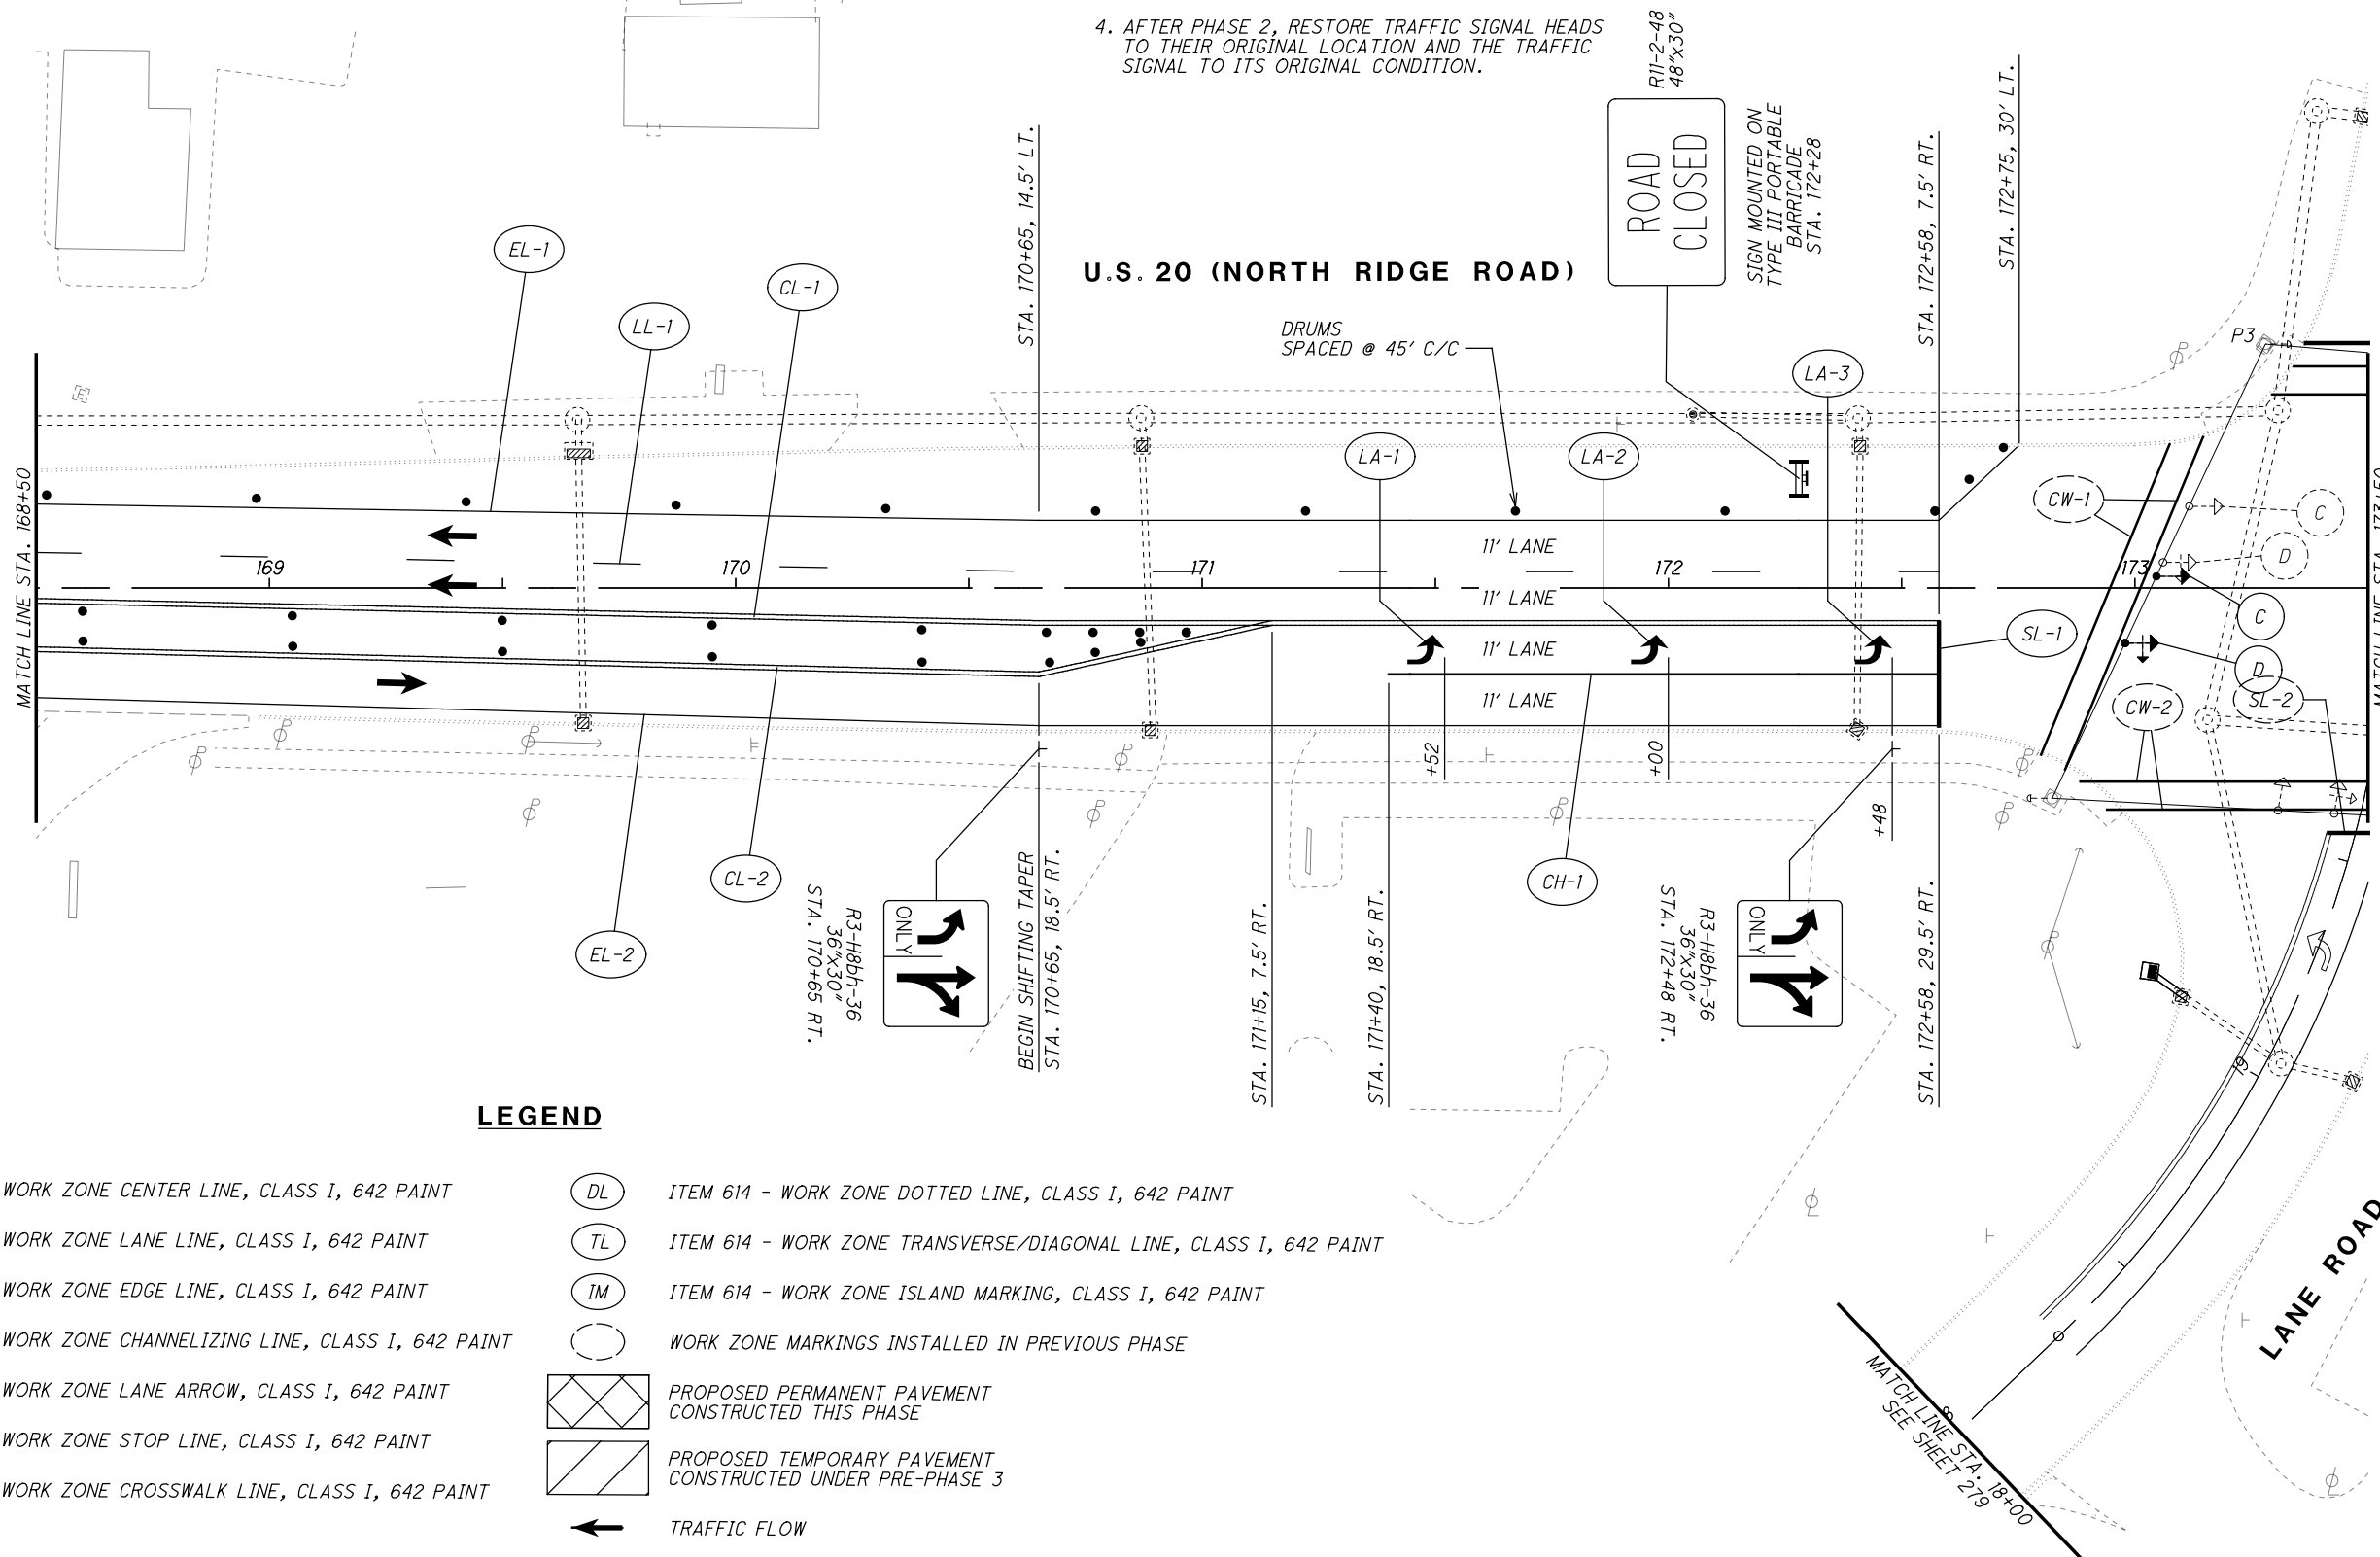 4. AFTER PHASE 2, RESTORE TRAFFIC SIGNAL HEADS
TO THEIR ORIGINAL LOCATION AND THE TRAFFIC
SIGNAL TO ITS ORIGINAL CONDITION.
R11-2-48
48"x30"
ROAD
CLOSED
SIGN MOUNTED ON
TYPE III PORTABLE
BARRICADE
STA. 172+28
STA. 170+65, 14.5' LT.
STA. 172+58, 7.5' RT.
STA. 172+75, 30' LT.
U.S. 20 (NORTH RIDGE ROAD)
DRUMS
SPACED @ 45' C/C
EL-1
LL-1
CL-1
LA-1
LA-2
LA-3
P3
CW-1
C
D
C
D
SL-1
CW-2
SL-2
MATCH LINE STA. 168+50
169
170
171
172
173
11' LANE
11' LANE
11' LANE
11' LANE
+52
+00
+48
EL-2
CL-2
CH-1
R3-H8bh-36
36"x30"
STA. 170+65 RT.
ONLY
BEGIN SHIFTING TAPER
STA. 170+65, 18.5' RT.
STA. 171+15, 7.5' RT.
STA. 171+40, 18.5' RT.
R3-H8bh-36
36"x30"
STA. 172+48 RT.
ONLY
STA. 172+58, 29.5' RT.
E
19
LANE ROAD
MATCH LINE STA. 18+00
SEE SHEET 279
LEGEND
WORK ZONE CENTER LINE, CLASS I, 642 PAINT
WORK ZONE LANE LINE, CLASS I, 642 PAINT
WORK ZONE EDGE LINE, CLASS I, 642 PAINT
WORK ZONE CHANNELIZING LINE, CLASS I, 642 PAINT
WORK ZONE LANE ARROW, CLASS I, 642 PAINT
WORK ZONE STOP LINE, CLASS I, 642 PAINT
WORK ZONE CROSSWALK LINE, CLASS I, 642 PAINT
DL ITEM 614 - WORK ZONE DOTTED LINE, CLASS I, 642 PAINT
TL ITEM 614 - WORK ZONE TRANSVERSE/DIAGONAL LINE, CLASS I, 642 PAINT
IM ITEM 614 - WORK ZONE ISLAND MARKING, CLASS I, 642 PAINT
WORK ZONE MARKINGS INSTALLED IN PREVIOUS PHASE
PROPOSED PERMANENT PAVEMENT
CONSTRUCTED THIS PHASE
PROPOSED TEMPORARY PAVEMENT
CONSTRUCTED UNDER PRE-PHASE 3
TRAFFIC FLOW